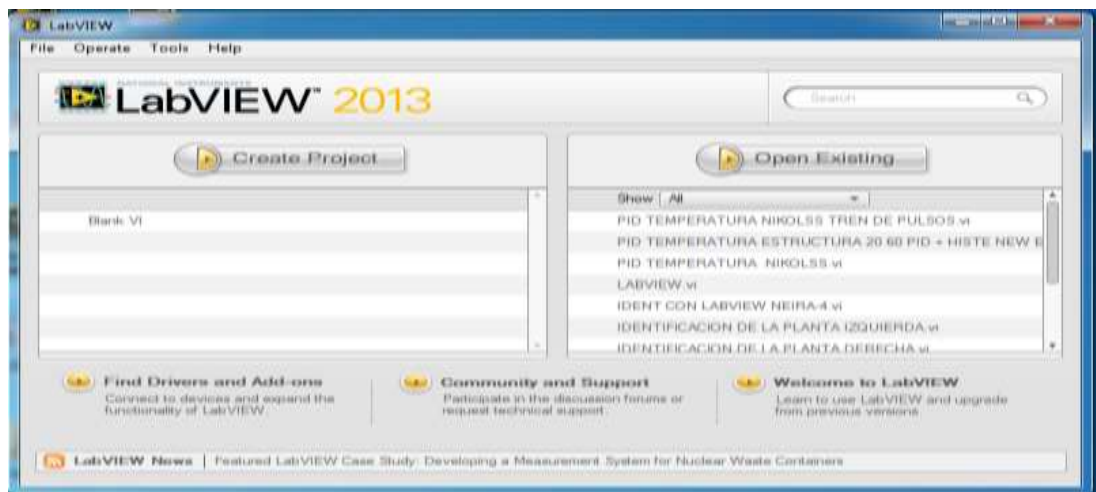 LabVIEW
File Operate Tools Help
NATIONAL INSTRUMENTS
LabVIEW™ 2013
Search
Create Project
Blank VI
Open Existing
Show All
PID TEMPERATURA NIKOLSS TREN DE PULSOS.vi
PID TEMPERATURA ESTRUCTURA 20 60 PID + HISTE NEW E
PID TEMPERATURA NIKOLSS.vi
LABVIEW.vi
IDENT CON LABVIEW NEIRA-4.vi
IDENTIFICACION DE LA PLANTA IZQUIERDA.vi
IDENTIFICACION DE LA PLANTA DERECHA.vi
Find Drivers and Add-ons
Connect to devices and expand the
functionality of LabVIEW.
Community and Support
Participate in the discussion forums or
request technical support.
Welcome to LabVIEW
Learn to use LabVIEW and upgrade
from previous versions.
LabVIEW News | Featured LabVIEW Case Study: Developing a Measurement System for Nuclear Waste Containers